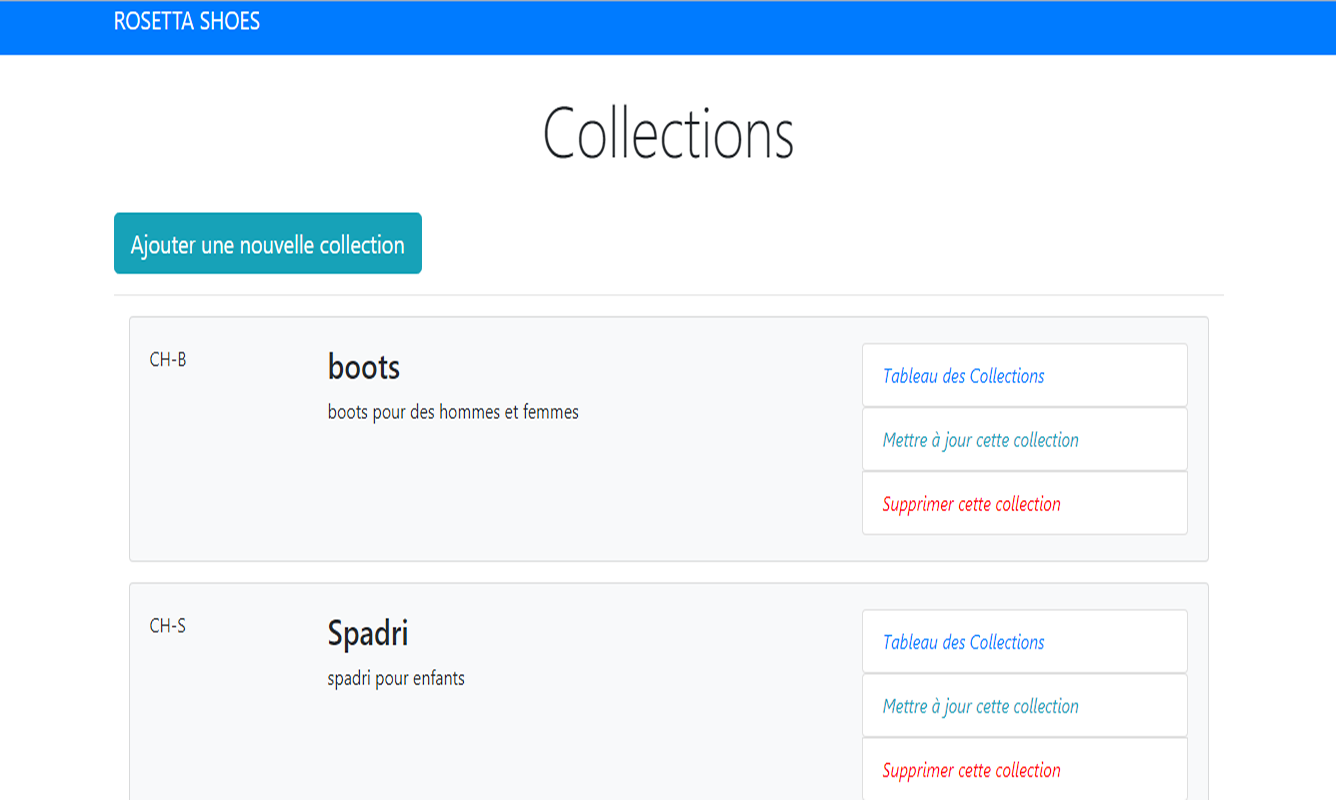 ROSETTA SHOES
Collections
Ajouter une nouvelle collection
CH-B
boots
boots pour des hommes et femmes
Tableau des Collections
Mettre à jour cette collection
Supprimer cette collection
CH-S
Spadri
spadri pour enfants
Tableau des Collections
Mettre à jour cette collection
Supprimer cette collection